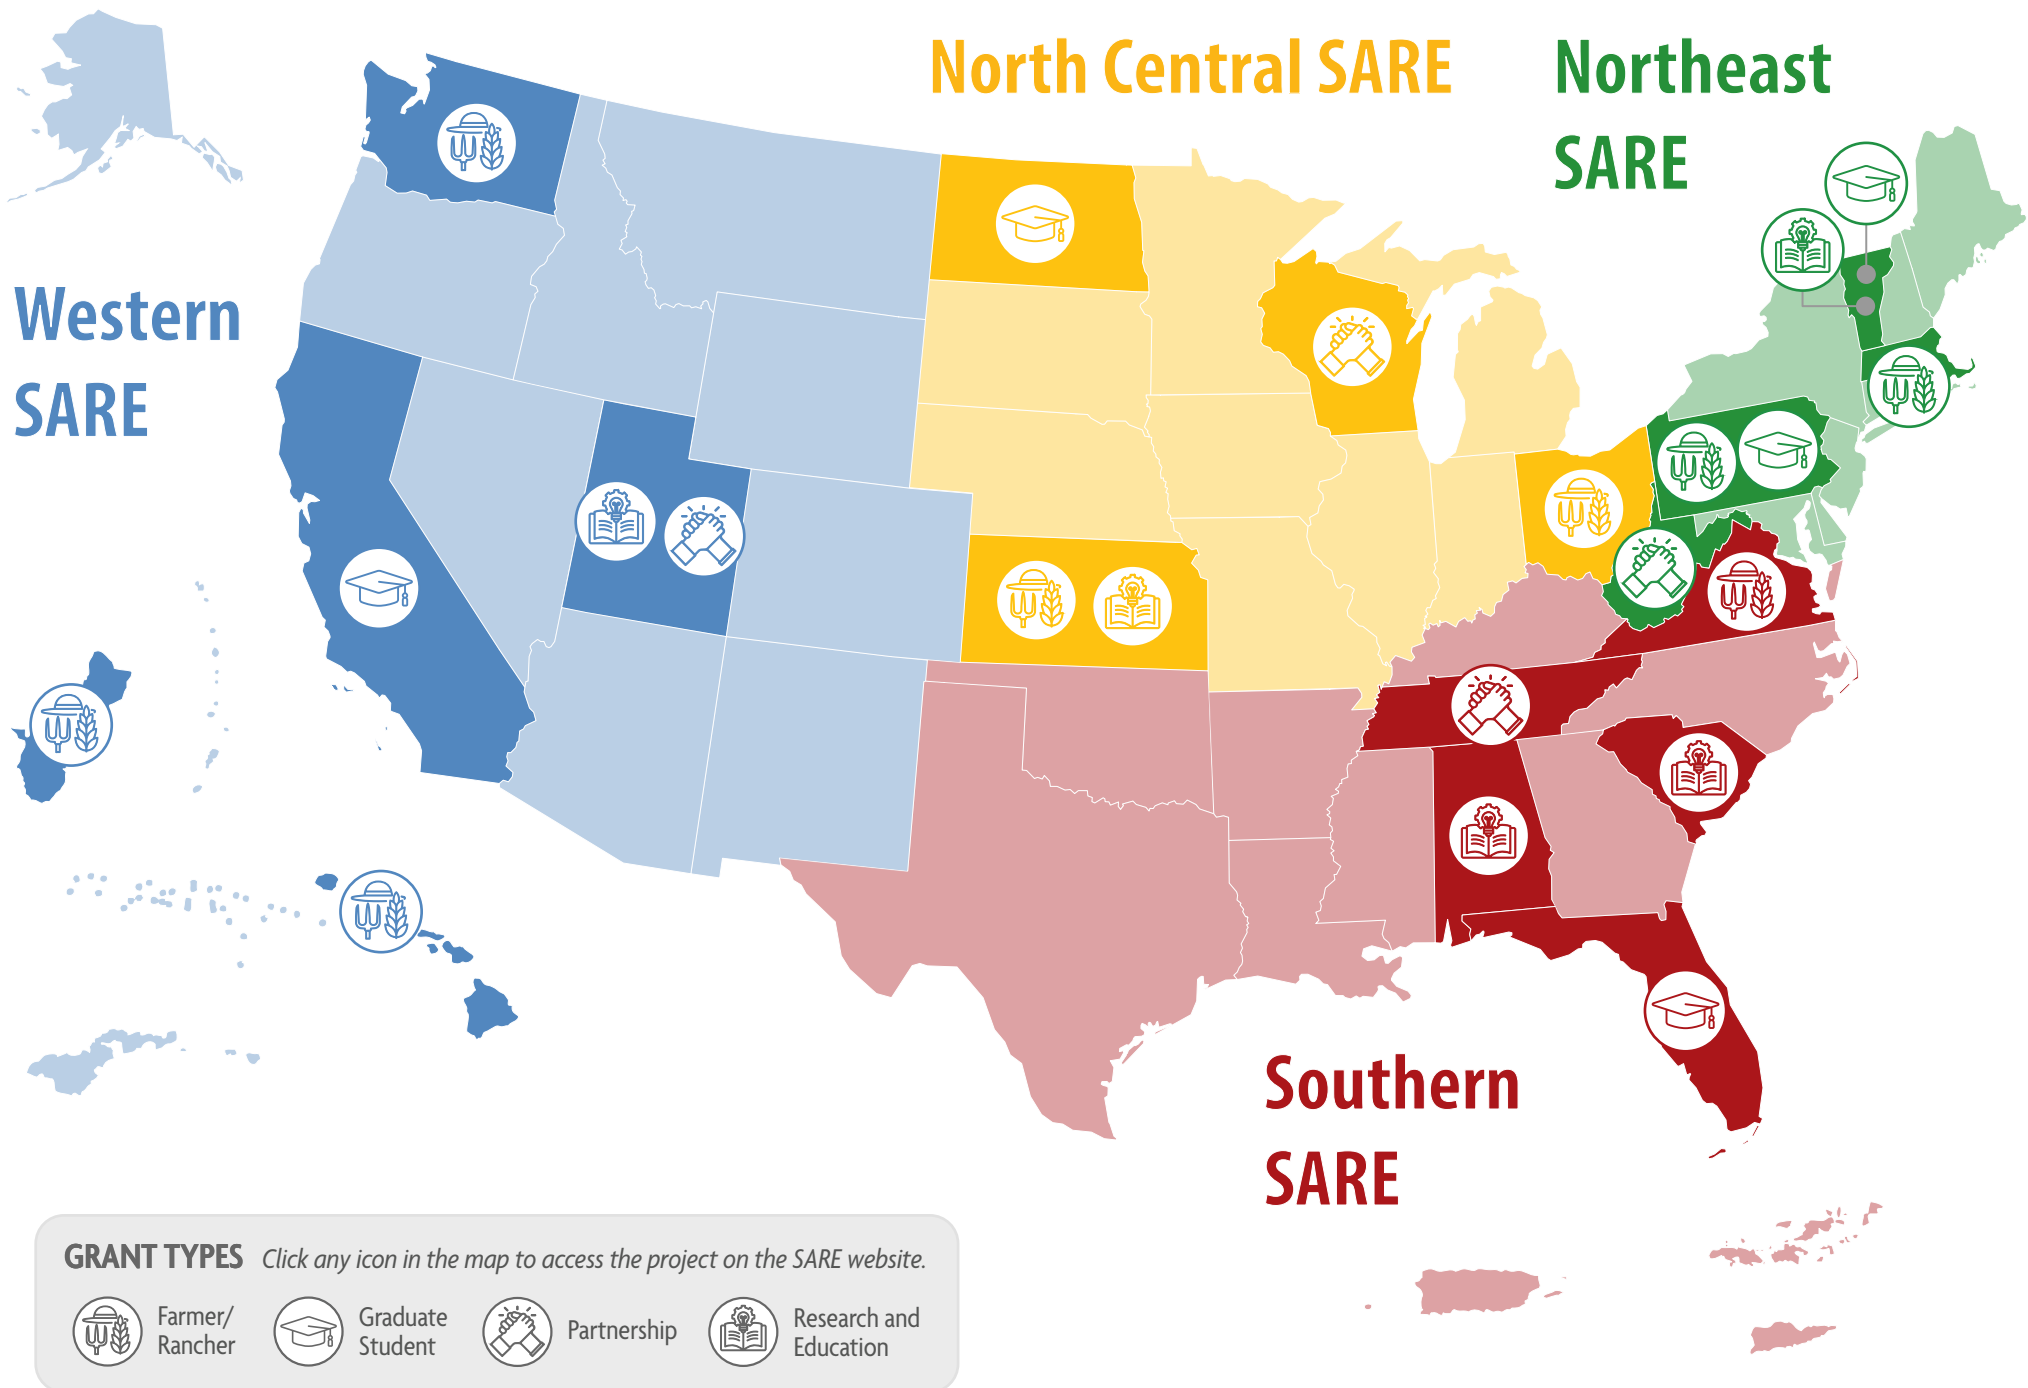 North Central SARE
Northeast
SARE
Western
SARE
Southern
SARE
GRANT TYPES Click any icon in the map to access the project on the SARE website.
Farmer/
Rancher
Graduate
Student
Partnership
Research and
Education